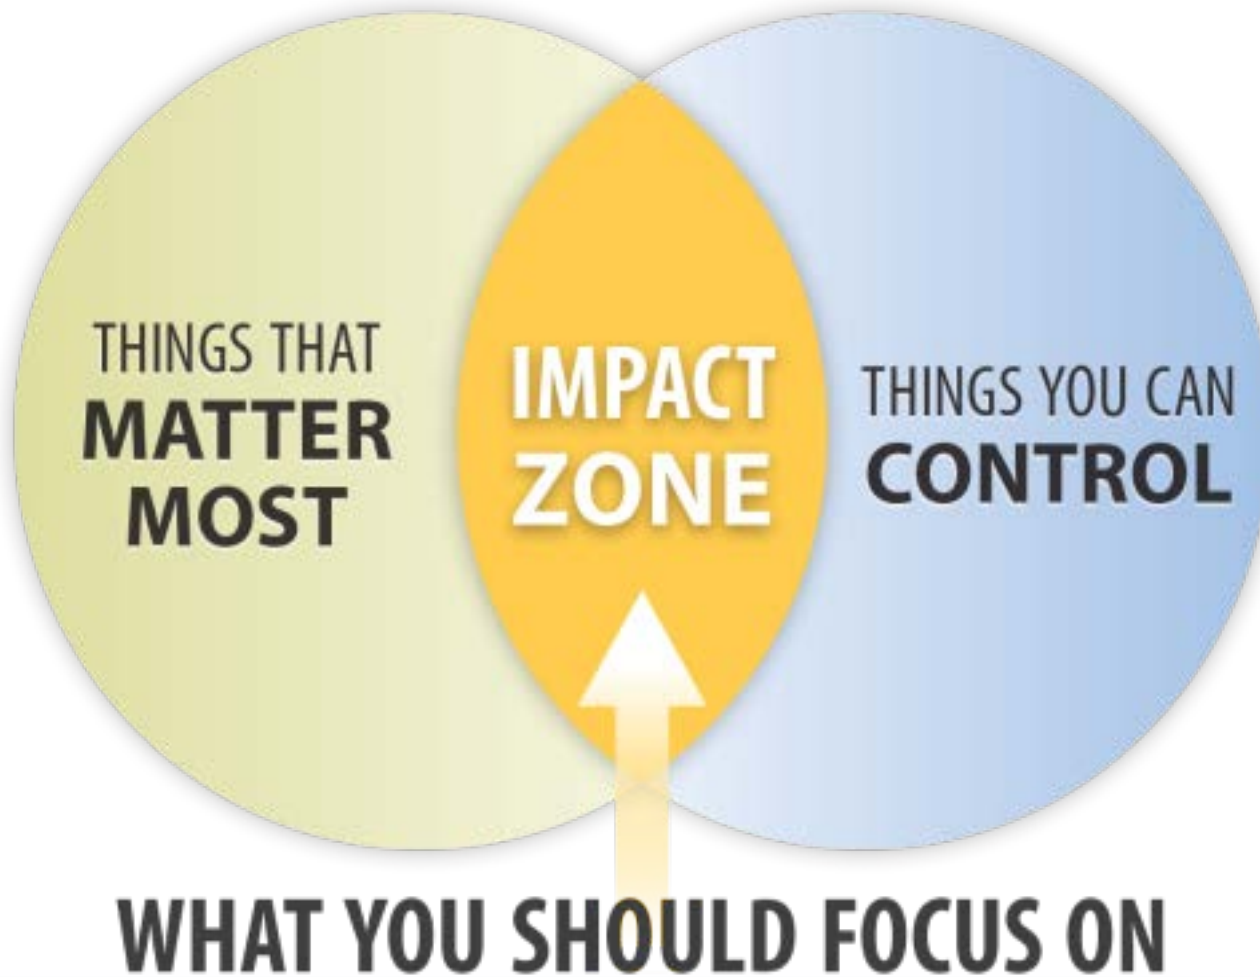 THINGS THAT
MATTER
MOST
IMPACT
ZONE
THINGS YOU CAN
CONTROL
WHAT YOU SHOULD FOCUS ON